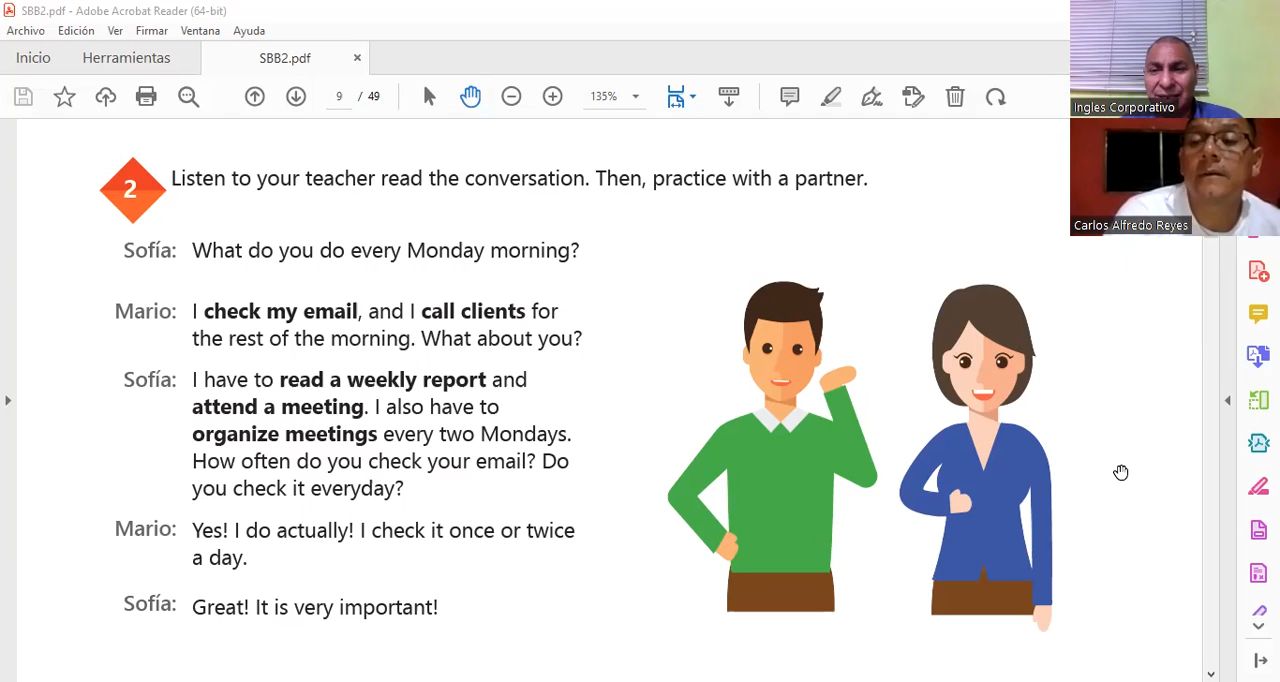 SBB2.pdf - Adobe Acrobat Reader (64-bit)
Archivo Edición Ver Firmar Ventana Ayuda
Inicio Herramientas SBB2.pdf ×
9 / 49 135%
Ingles Corporativo
Carlos Alfredo Reyes
2 Listen to your teacher read the conversation. Then, practice with a partner.
Sofía: What do you do every Monday morning?
Mario: I check my email, and I call clients for
the rest of the morning. What about you?
Sofía: I have to read a weekly report and
attend a meeting. I also have to
organize meetings every two Mondays.
How often do you check your email? Do
you check it everyday?
Mario: Yes! I do actually! I check it once or twice
a day.
Sofía: Great! It is very important!